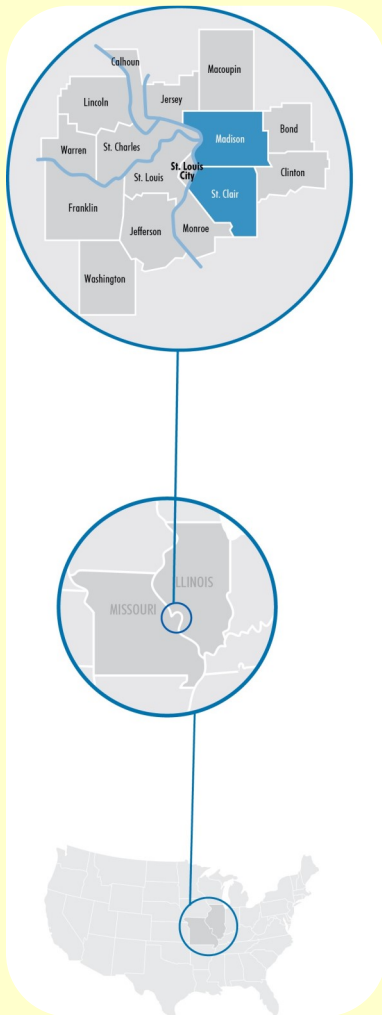 Calhoun
Macoupin
Lincoln
Jersey
Madison
Bond
Warren
St. Charles
St. Louis
City
Clinton
St. Louis
St. Clair
Franklin
Jefferson
Monroe
Washington
ILLINOIS
MISSOURI